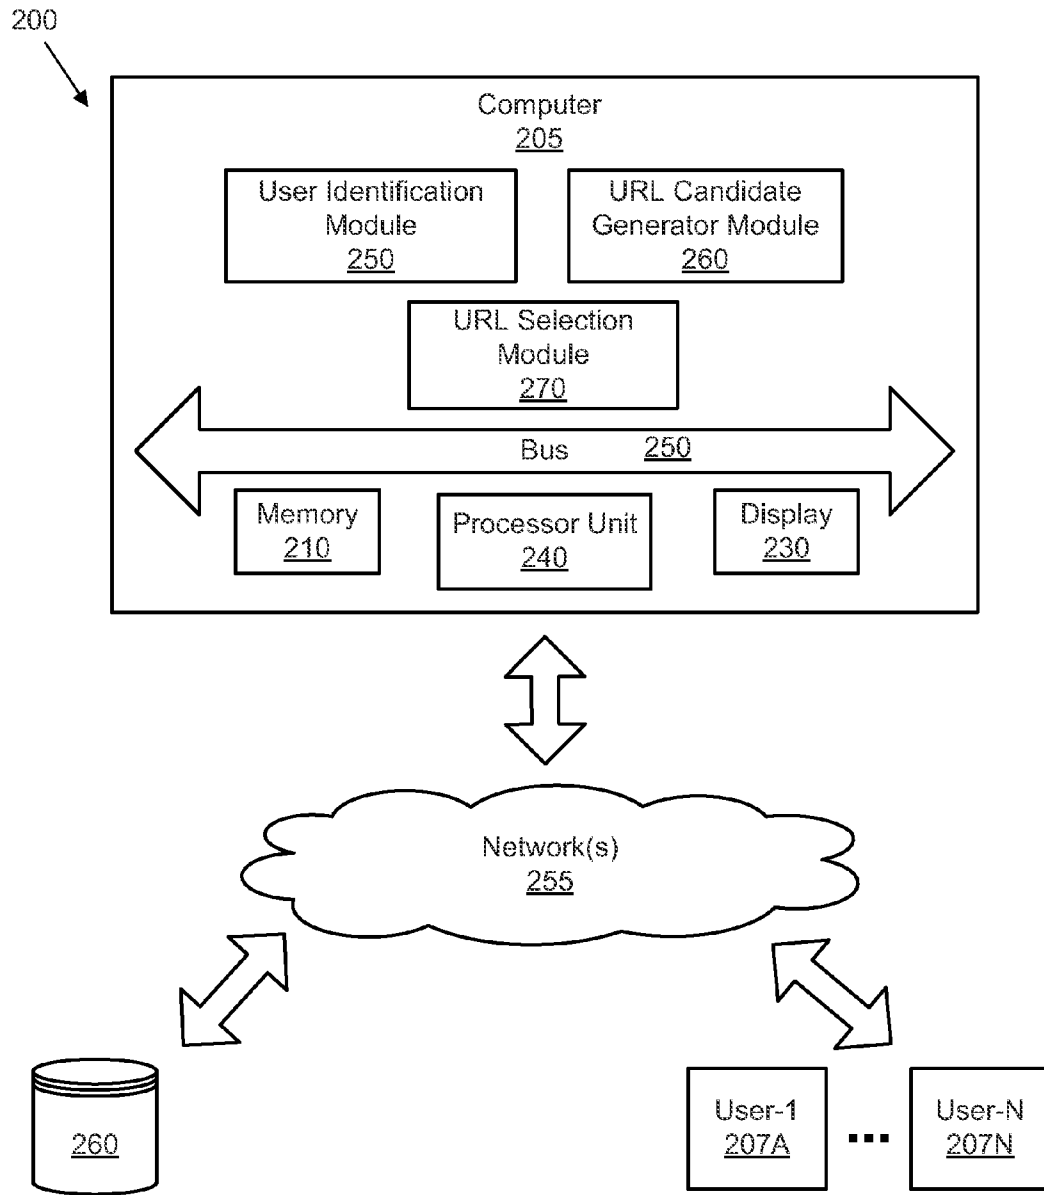 200
Computer
205
User Identification
Module
250
URL Candidate
Generator Module
260
URL Selection
Module
270
Bus 250
Memory
210
Processor Unit
240
Display
230
Network(s)
255
260
User-1
207A
...
User-N
207N